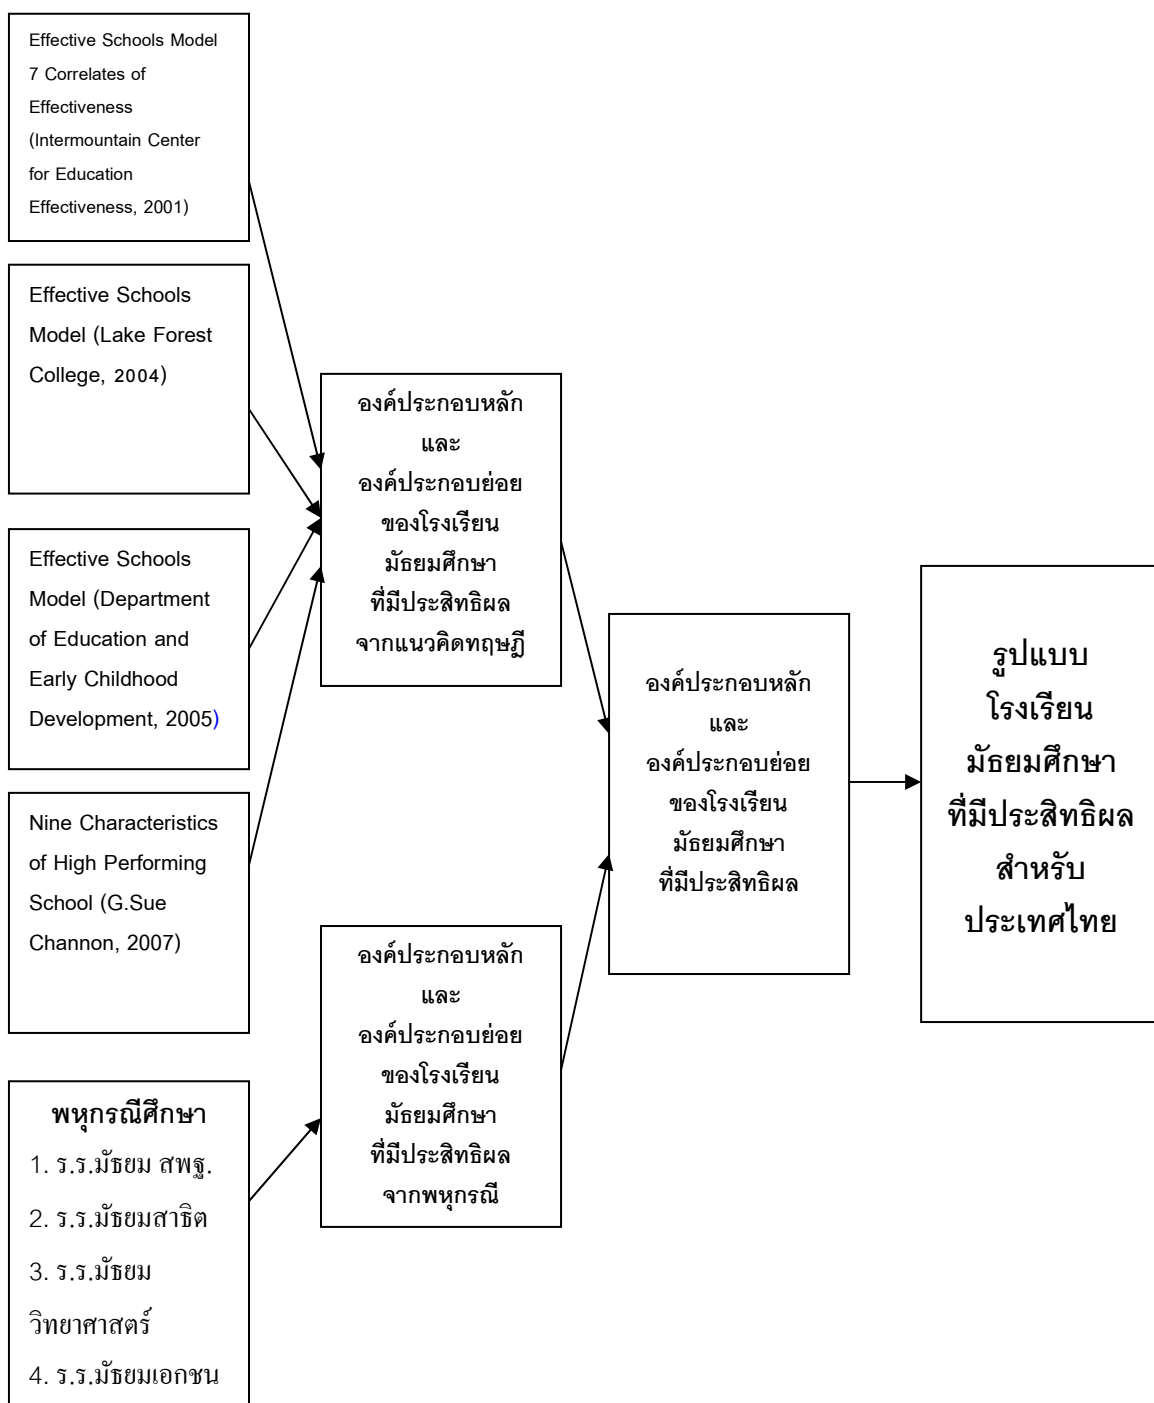 Effective Schools Model
7 Correlates of
Effectiveness
(Intermountain Center
for Education
Effectiveness, 2001)
Effective Schools
Model (Lake Forest
College, 2004)
Effective Schools
Model (Department
of Education and
Early Childhood
Development, 2005)
Nine Characteristics
of High Performing
School (G.Sue
Channon, 2007)
พหุกรณีศึกษา
1. ร.ร.มัธยม สพฐ.
2. ร.ร.มัธยมสาธิต
3. ร.ร.มัธยม
วิทยาศาสตร์
4. ร.ร.มัธยมเอกชน
องค์ประกอบหลัก
และ
องค์ประกอบย่อย
ของโรงเรียน
มัธยมศึกษา
ที่มีประสิทธิผล
จากแนวคิดทฤษฎี
องค์ประกอบหลัก
และ
องค์ประกอบย่อย
ของโรงเรียน
มัธยมศึกษา
ที่มีประสิทธิผล
จากพหุกรณี
องค์ประกอบหลัก
และ
องค์ประกอบย่อย
ของโรงเรียน
มัธยมศึกษา
ที่มีประสิทธิผล
รูปแบบ
โรงเรียน
มัธยมศึกษา
ที่มีประสิทธิผล
สำหรับ
ประเทศไทย